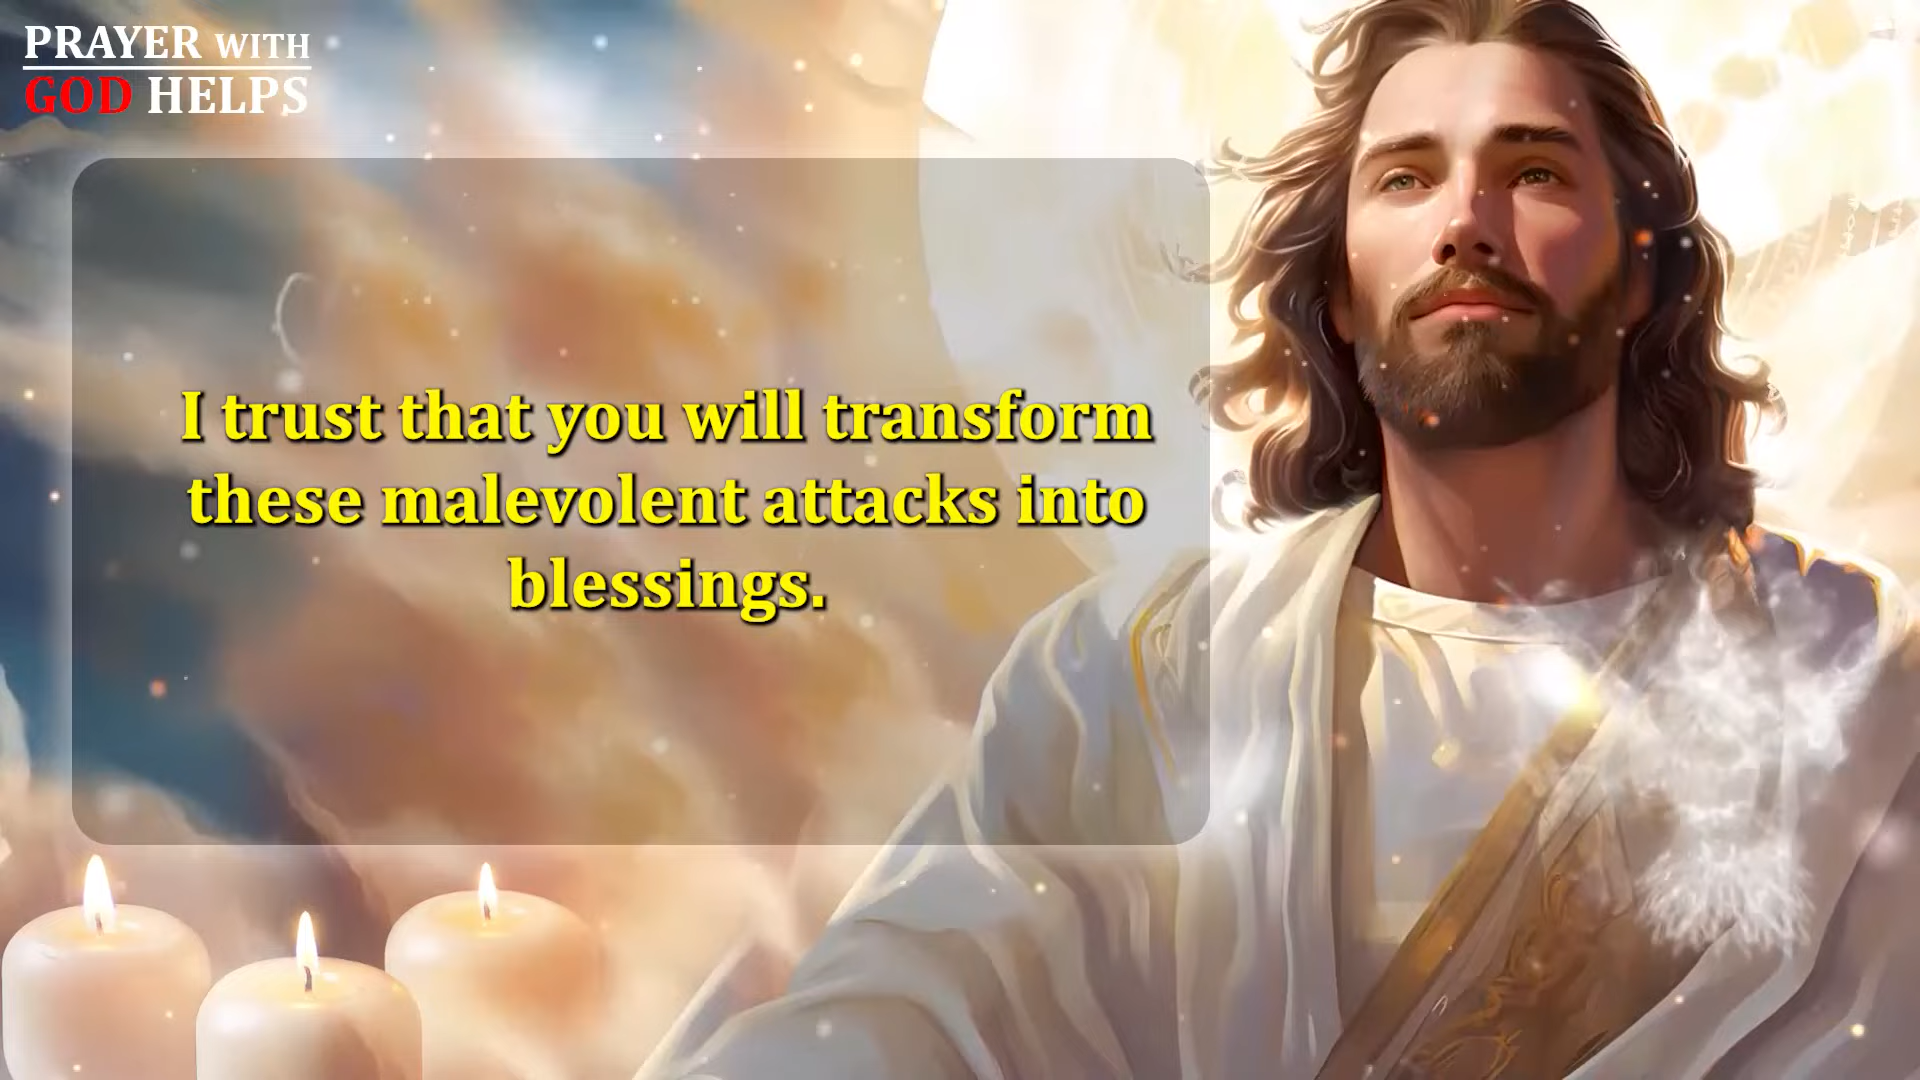 PRAYER WITH
GOD HELPS
I trust that you will transform
these malevolent attacks into
blessings.